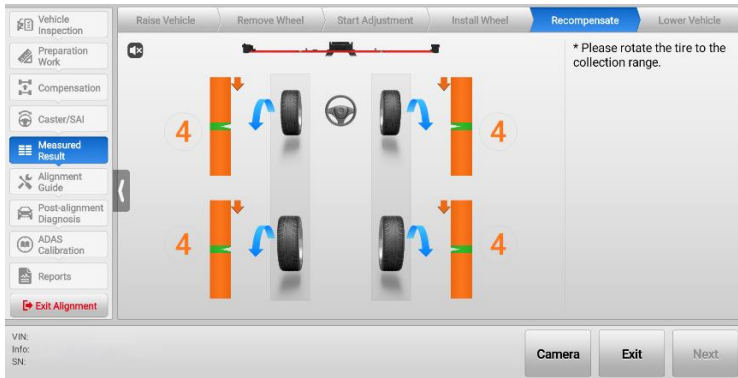 Vehicle
Inspection
Preparation
Work
Compensation
Caster/SAI
Measured
Result
Alignment
Guide
Post-alignment
Diagnosis
ADAS
Calibration
Reports
Exit Alignment
Raise Vehicle
Remove Wheel
Start Adjustment
Install Wheel
Recompensate
Lower Vehicle
* Please rotate the tire to the
collection range.
4
4
4
4
VIN:
Info:
SN:
Camera
Exit
Next